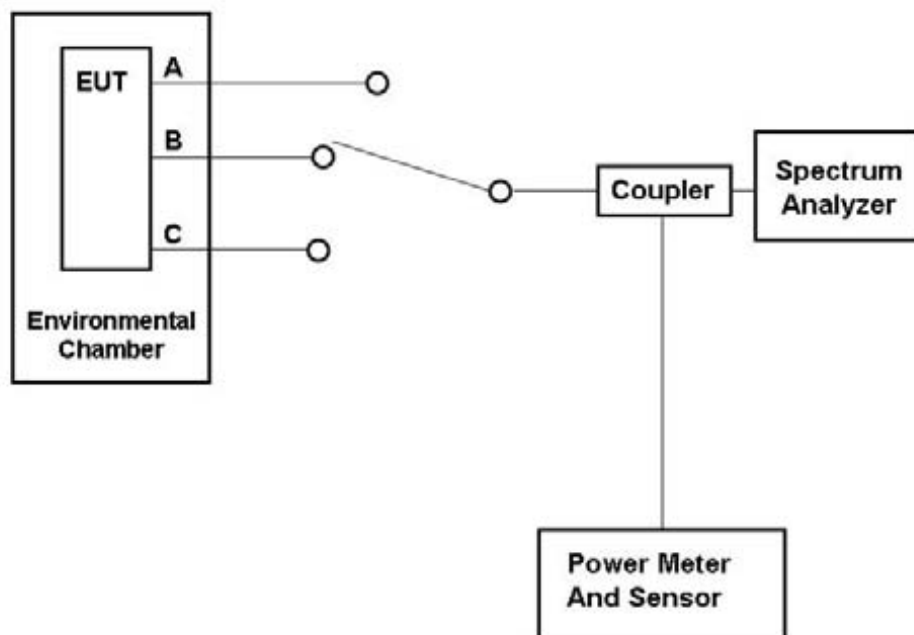 EUT
A
B
C
Environmental
Chamber
Coupler
Spectrum
Analyzer
Power Meter
And Sensor